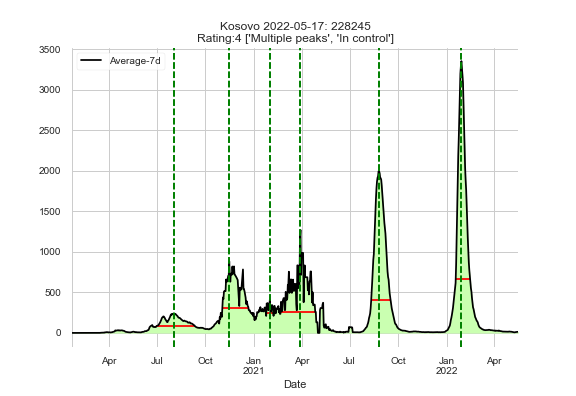 Kosovo 2022-05-17: 228245
Rating:4 ['Multiple peaks', 'In control']
Average-7d
3500
3000
2500
2000
1500
1000
500
0
Apr Jul Oct Jan Apr Jul Oct Jan Apr
2021 2022
Date